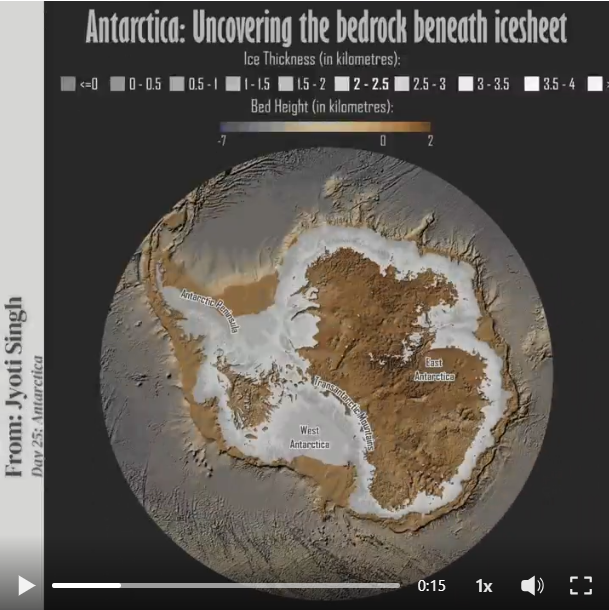 Antarctica: Uncovering the bedrock beneath icesheet
Ice Thickness (in kilometres):
<=0 0 - 0.5 0.5 - 1 1 - 1.5 1.5 - 2 2 - 2.5 2.5 - 3 3 - 3.5 3.5 - 4 >
Bed Height (in kilometres):
-7 0 2
Antarctic Peninsula
East
Antarctica
Transantarctic Mountains
West
Antarctica
From: Jyoti Singh
Day 25: Antarctica
0:15 1x